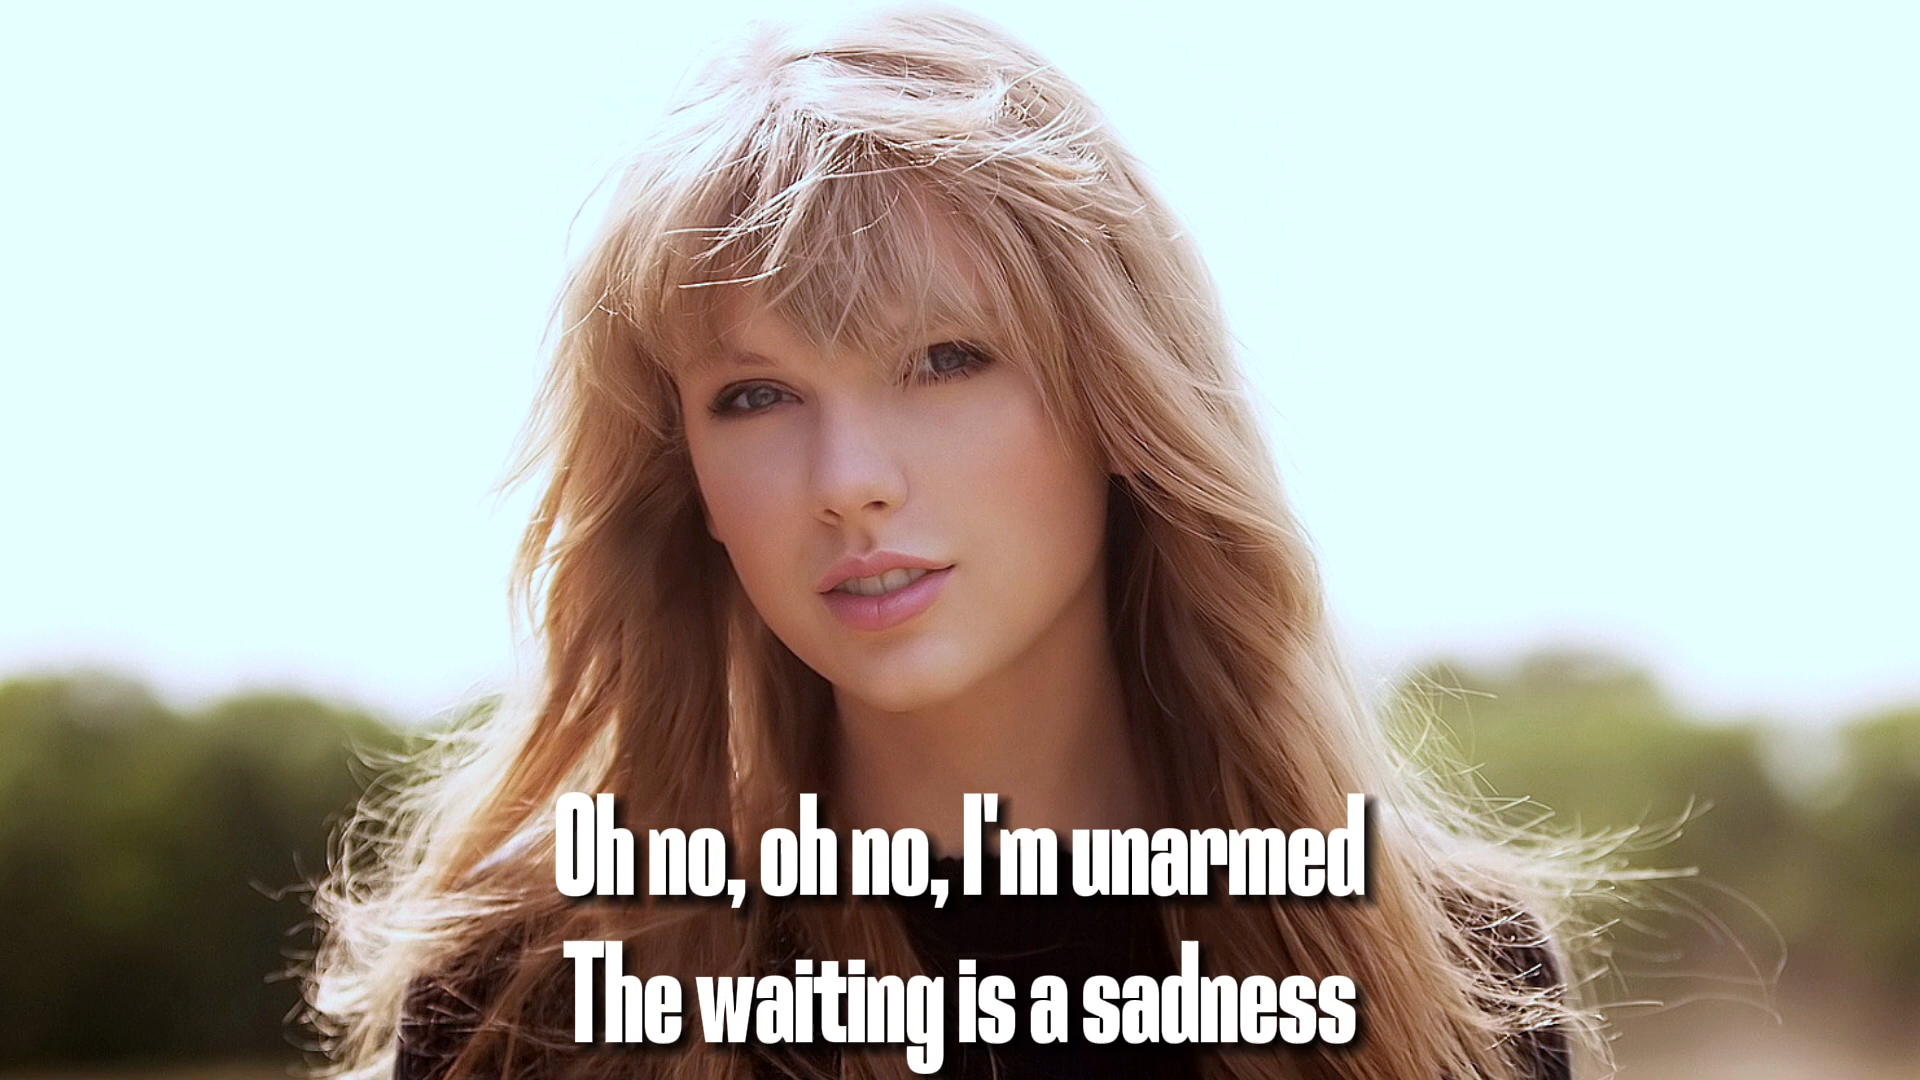 Oh no, oh no, I'm unarmed
The waiting is a sadness